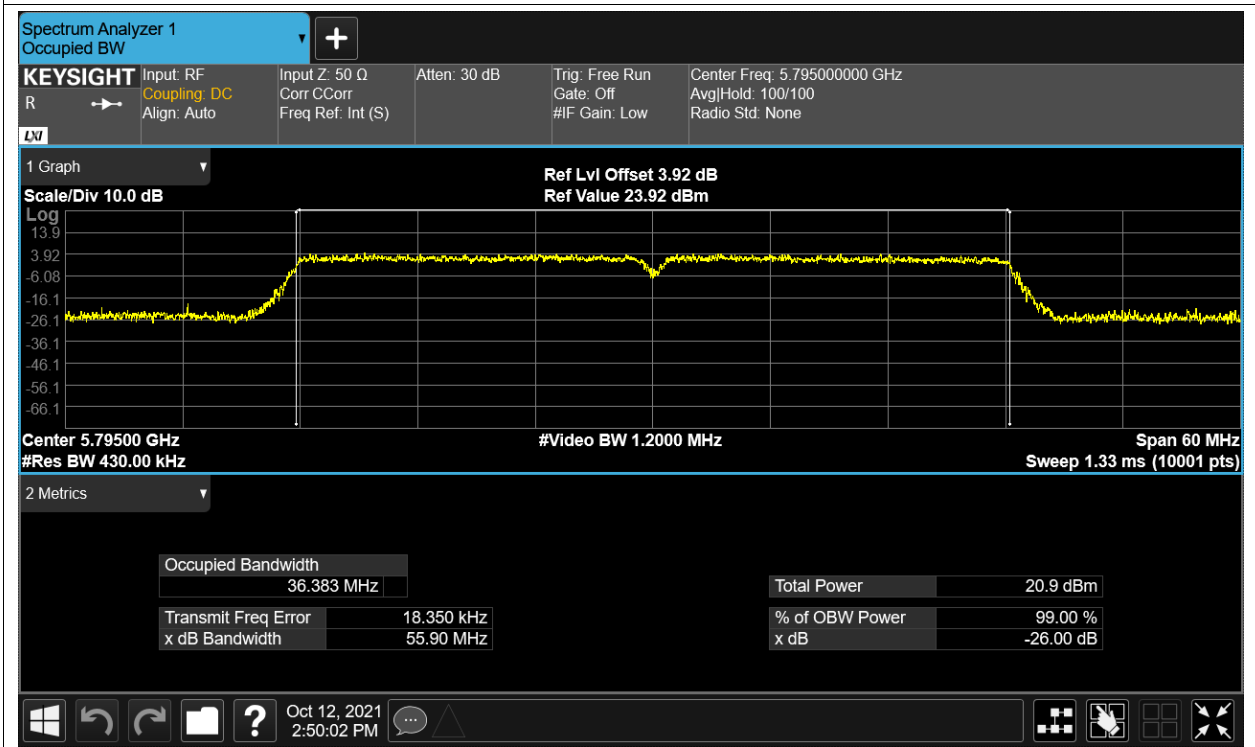 Spectrum Analyzer 1
Occupied BW
KEYSIGHT
R
LXI
Input: RF
Coupling: DC
Align: Auto
Input Z: 50 Ω
Corr CCorr
Freq Ref: Int (S)
Atten: 30 dB
Trig: Free Run
Gate: Off
#IF Gain: Low
Center Freq: 5.795000000 GHz
Avg|Hold: 100/100
Radio Std: None
1 Graph
Scale/Div 10.0 dB
Ref Lvl Offset 3.92 dB
Ref Value 23.92 dBm
Log
13.9
3.92
-6.08
-16.1
-26.1
-36.1
-46.1
-56.1
-66.1
Center 5.79500 GHz
#Video BW 1.2000 MHz
Span 60 MHz
#Res BW 430.00 kHz
Sweep 1.33 ms (10001 pts)
2 Metrics
Occupied Bandwidth
36.383 MHz
Total Power 20.9 dBm
Transmit Freq Error 18.350 kHz
% of OBW Power 99.00 %
x dB Bandwidth 55.90 MHz
x dB -26.00 dB
?
Oct 12, 2021
2:50:02 PM